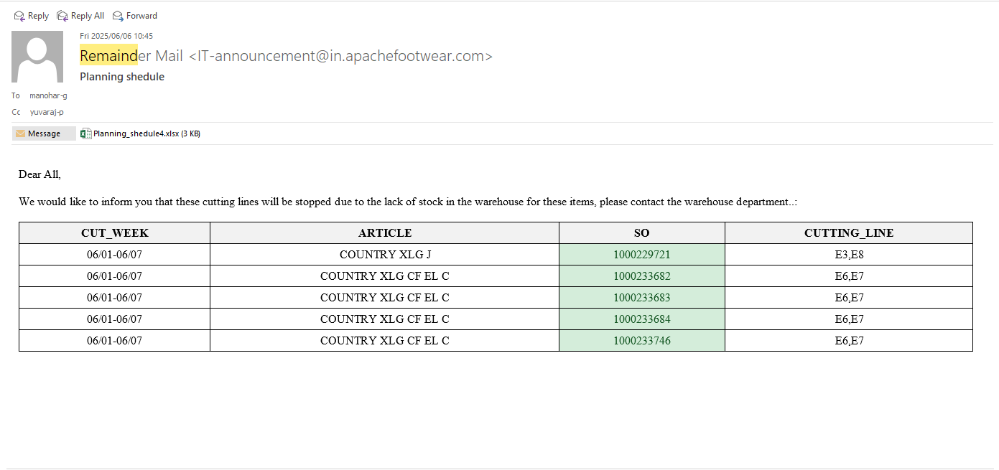 Reply Reply All Forward
Fri 2025/06/06 10:45
Remainder Mail <IT-announcement@in.apachefootwear.com>
Planning shedule
To manohar-g
Cc yuvaraj-p
Message Planning_shedule4.xlsx (3 KB)
Dear All,
We would like to inform you that these cutting lines will be stopped due to the lack of stock in the warehouse for these items, please contact the warehouse department..:
CUT_WEEK ARTICLE SO CUTTING_LINE
06/01-06/07 COUNTRY XLG J 1000229721 E3,E8
06/01-06/07 COUNTRY XLG CF EL C 1000233682 E6,E7
06/01-06/07 COUNTRY XLG CF EL C 1000233683 E6,E7
06/01-06/07 COUNTRY XLG CF EL C 1000233684 E6,E7
06/01-06/07 COUNTRY XLG CF EL C 1000233746 E6,E7